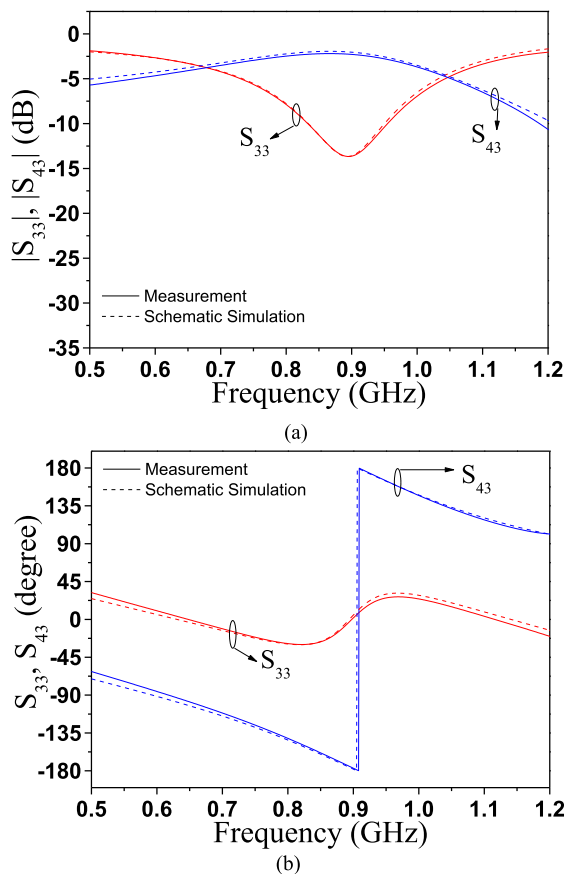 0
-5
-10
-15
-20
-25
-30
-35
|S33|, |S43| (dB)
S33
S43
Measurement
Schematic Simulation
0.5 0.6 0.7 0.8 0.9 1.0 1.1 1.2
Frequency (GHz)
(a)
180
135
90
45
0
-45
-90
-135
-180
S33, S43 (degree)
Measurement
Schematic Simulation
S43
S33
0.5 0.6 0.7 0.8 0.9 1.0 1.1 1.2
Frequency (GHz)
(b)